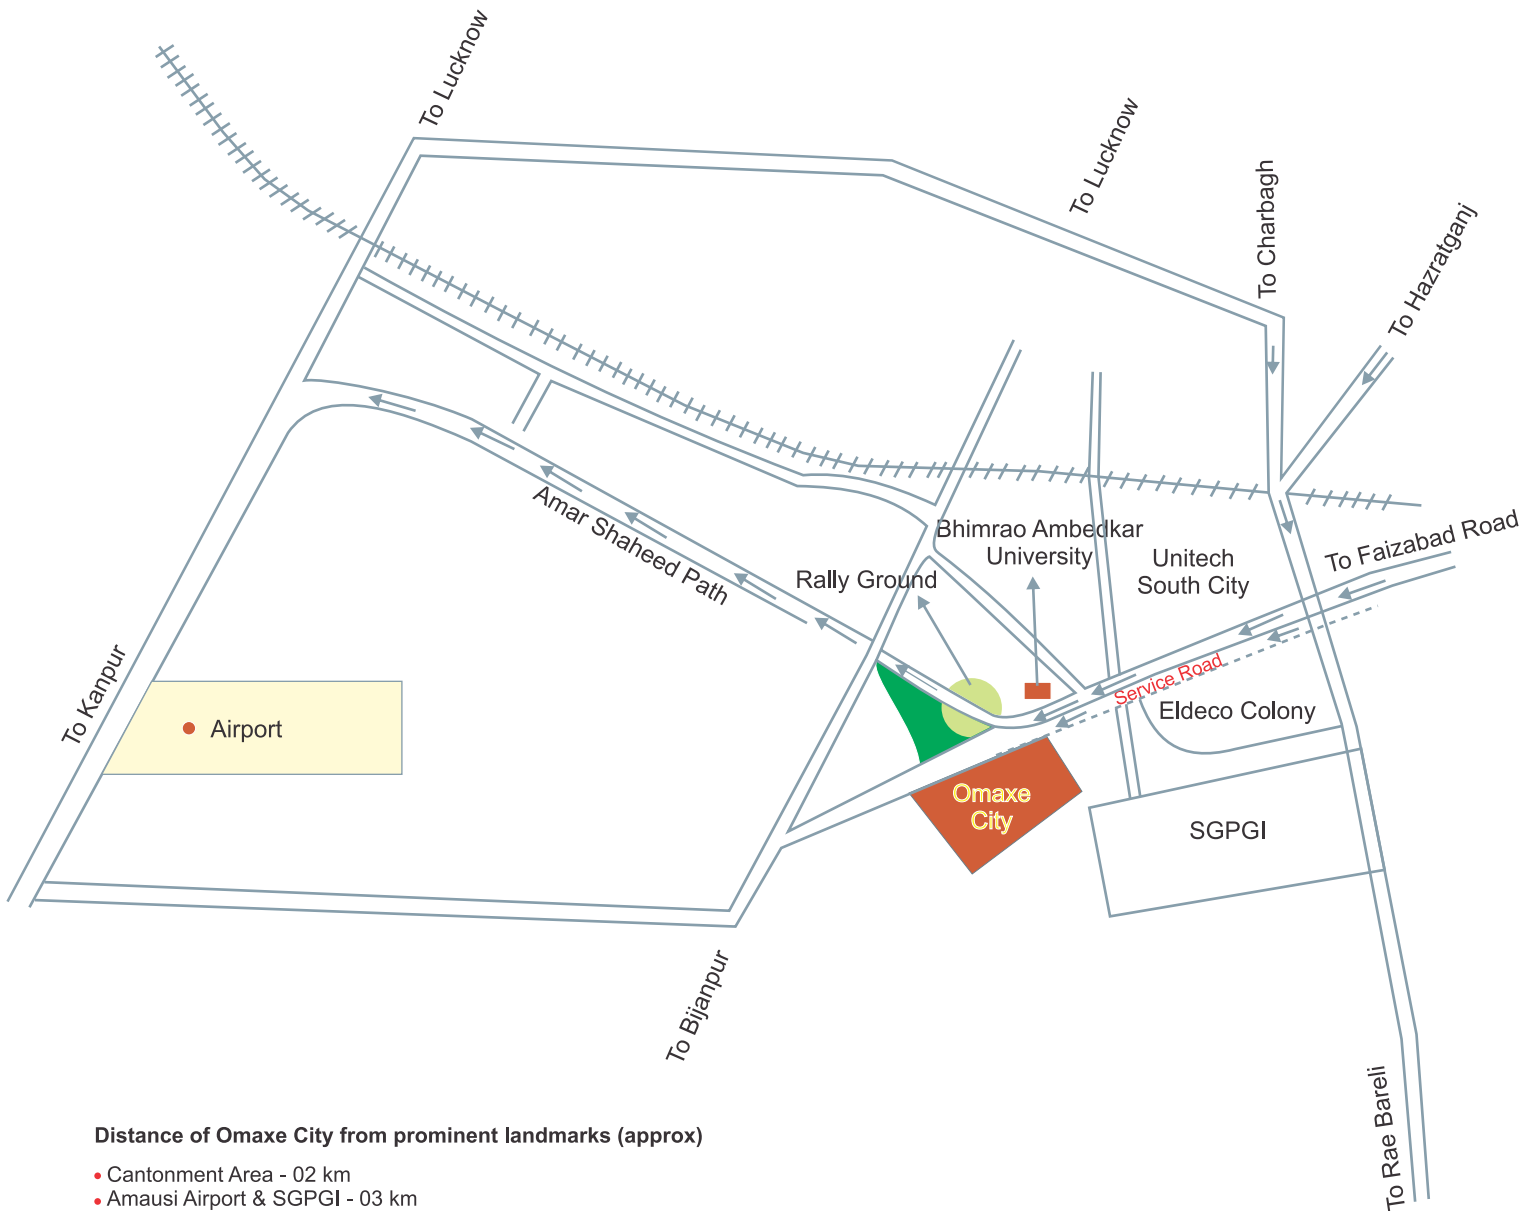 To Lucknow
To Lucknow
To Charbagh
To Hazratganj
To Faizabad Road
Amar Shaheed Path
Bhimrao Ambedkar
University
Rally Ground
Unitech
South City
Service Road
To Kanpur
Airport
Eldeco Colony
Omaxe
City
SGPGI
To Bijanpur
To Rae Bareli
Distance of Omaxe City from prominent landmarks (approx)
• Cantonment Area - 02 km
• Amausi Airport & SGPGI - 03 km